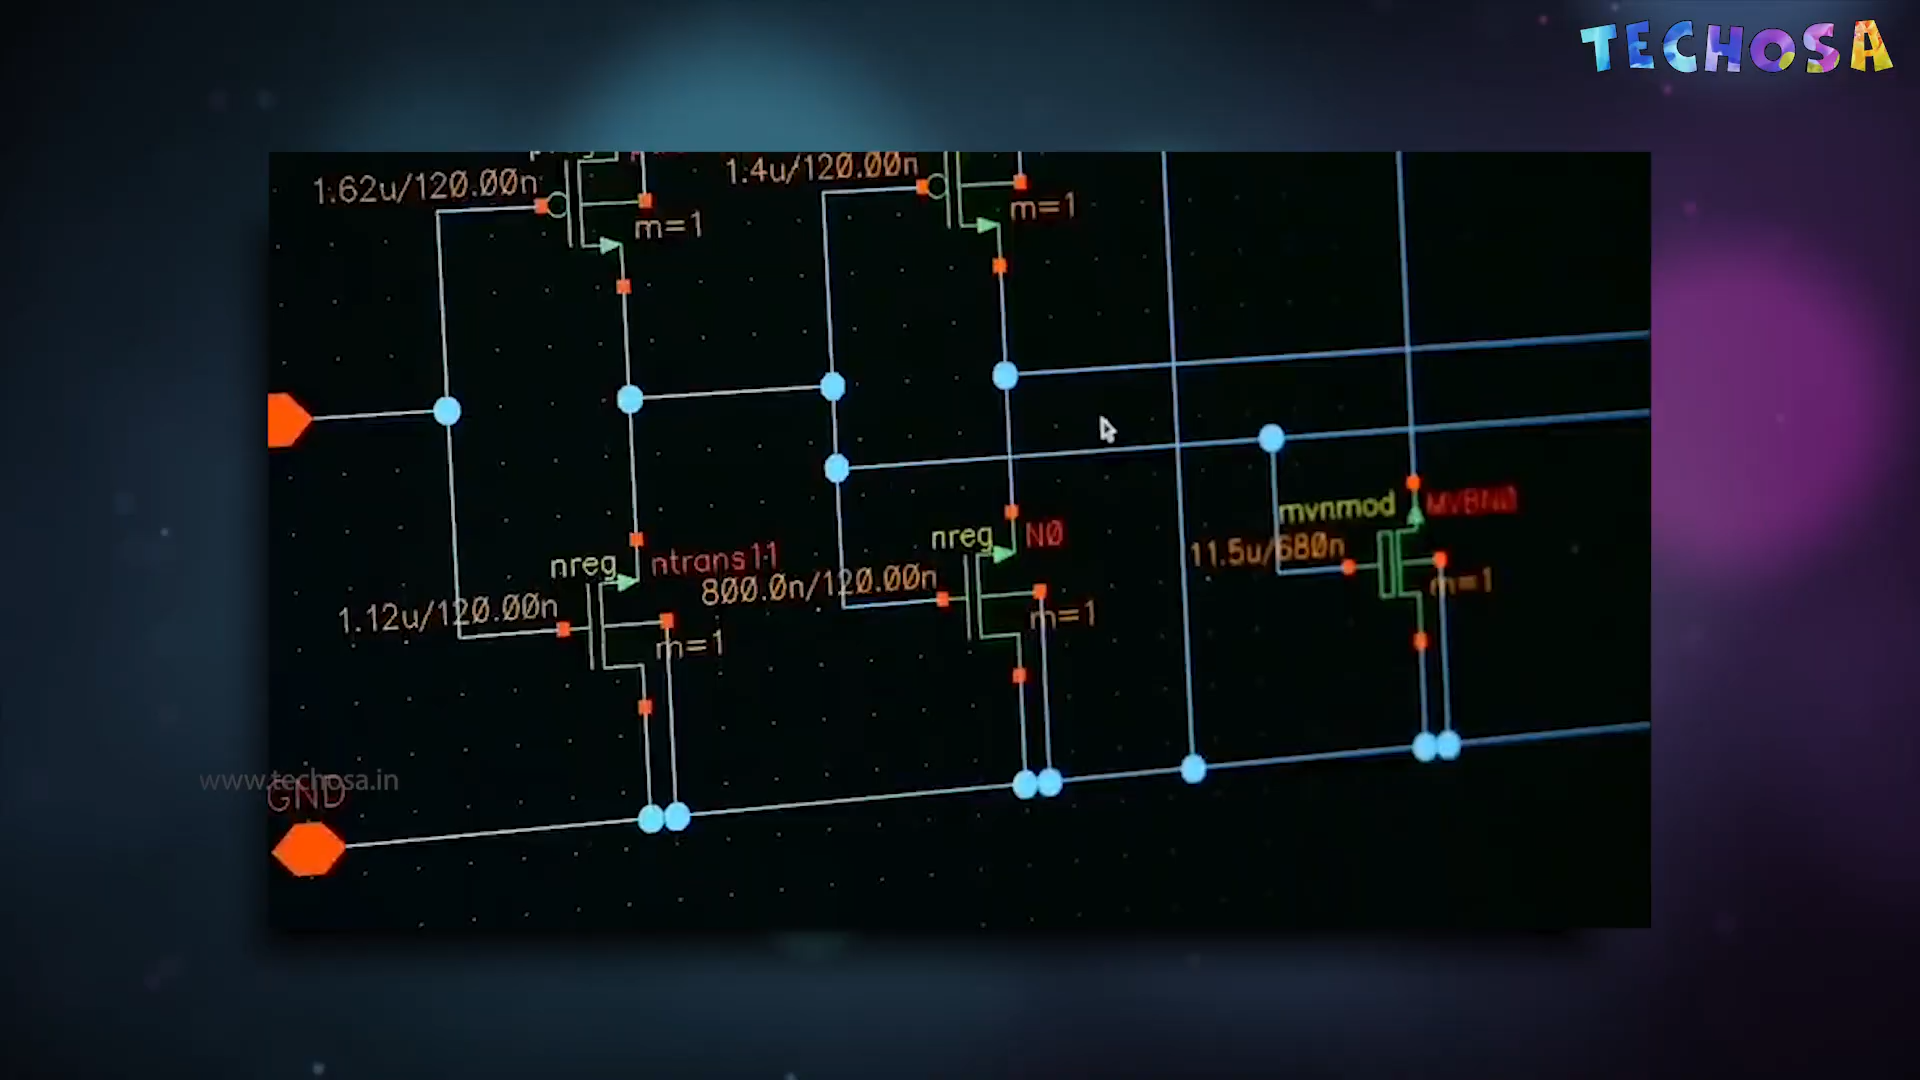 TECHOSA
1.62u/120.00n
m=1
1.4u/120.00n
m=1
nreg
ntrans11
1.12u/120.00n
m=1
nreg
N0
800.0n/120.00n
m=1
mvnmod
MVBN0
11.5u/680n
m=1
www.techosa.in
GND